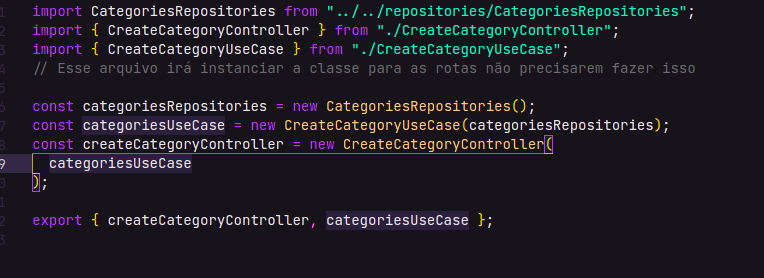 import CategoriesRepositories from "../../repositories/CategoriesRepositories";
import { CreateCategoryController } from "./CreateCategoryController";
import { CreateCategoryUseCase } from "./CreateCategoryUseCase";
// Esse arquivo irá instanciar a classe para as rotas não precisarem fazer isso
const categoriesRepositories = new CategoriesRepositories();
const categoriesUseCase = new CreateCategoryUseCase(categoriesRepositories);
const createCategoryController = new CreateCategoryController(
9 categoriesUseCase
);
export { createCategoryController, categoriesUseCase };